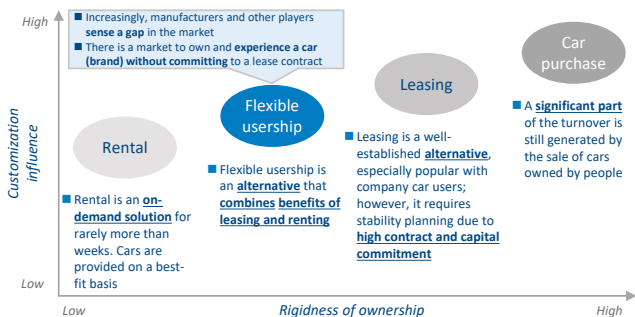 High
■ Increasingly, manufacturers and other players
sense a gap in the market
■ There is a market to own and experience a car
(brand) without committing to a lease contract
Car
purchase
Leasing
Flexible
usership
Rental
■ A significant part
of the turnover is
still generated by
the sale of cars
owned by people
■ Leasing is a well-
established alternative,
especially popular with
company car users;
however, it requires
stability planning due to
high contract and capital
commitment
■ Flexible usership is
an alternative that
combines benefits of
leasing and renting
■ Rental is an on-
demand solution for
rarely more than
weeks. Cars are
provided on a best-
fit basis
Customization
influence
Low
Low
Rigidness of ownership
High